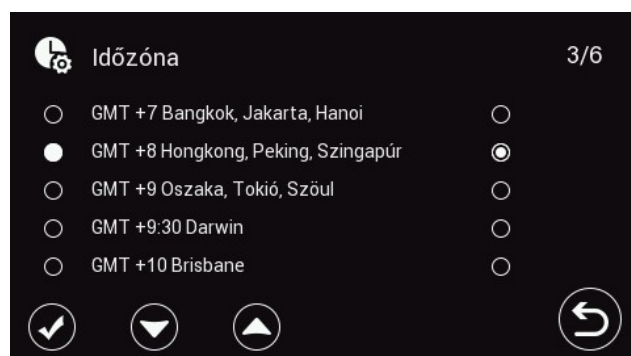 Időzóna 3/6
GMT +7 Bangkok, Jakarta, Hanoi
GMT +8 Hongkong, Peking, Szingapúr
GMT +9 Oszaka, Tokió, Szöul
GMT +9:30 Darwin
GMT +10 Brisbane